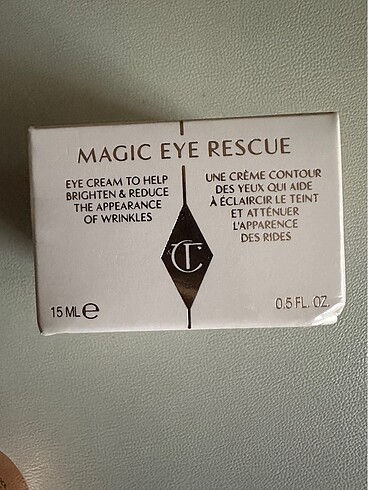 MAGIC EYE RESCUE
EYE CREAM TO HELP
BRIGHTEN & REDUCE
THE APPEARANCE
OF WRINKLES
UNE CRÈME CONTOUR
DES YEUX QUI AIDE
À ÉCLAIRCIR LE TEINT
ET ATTÉNUER
L'APPARENCE
DES RIDES
CT
15 ML ℮
0.5 FL. OZ.